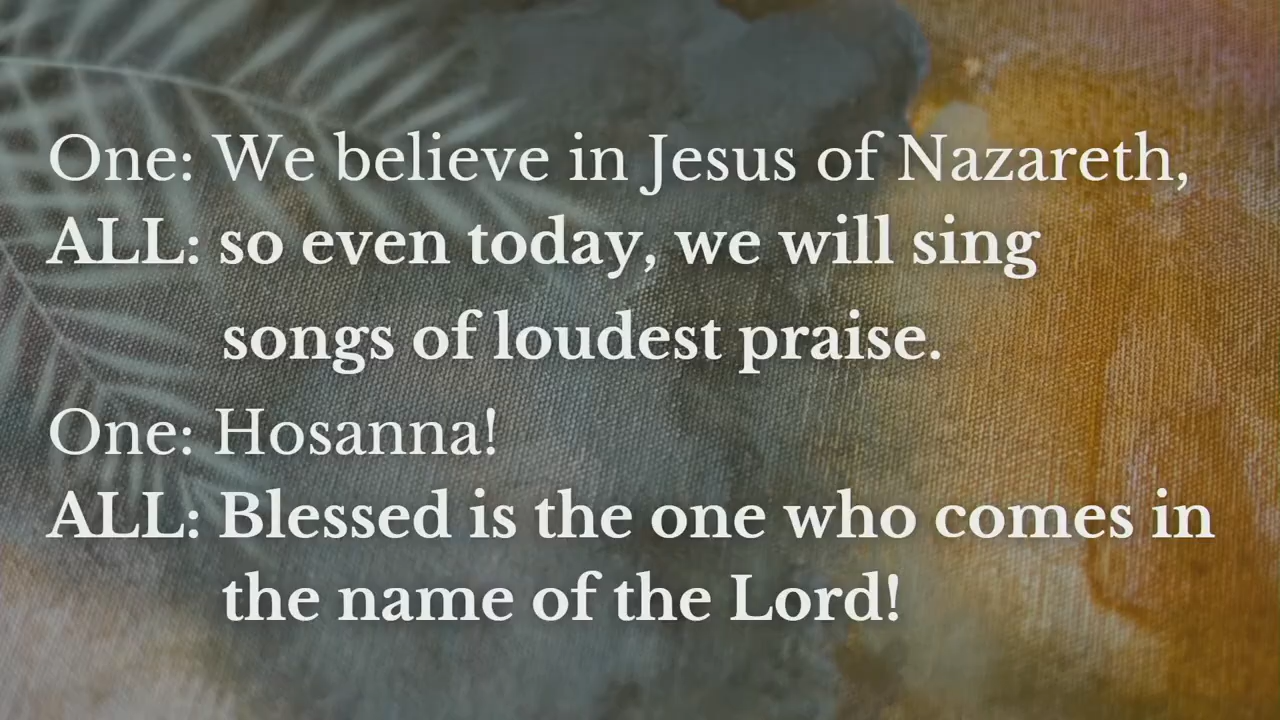 One: We believe in Jesus of Nazareth,
ALL: so even today, we will sing
songs of loudest praise.
One: Hosanna!
ALL: Blessed is the one who comes in
the name of the Lord!